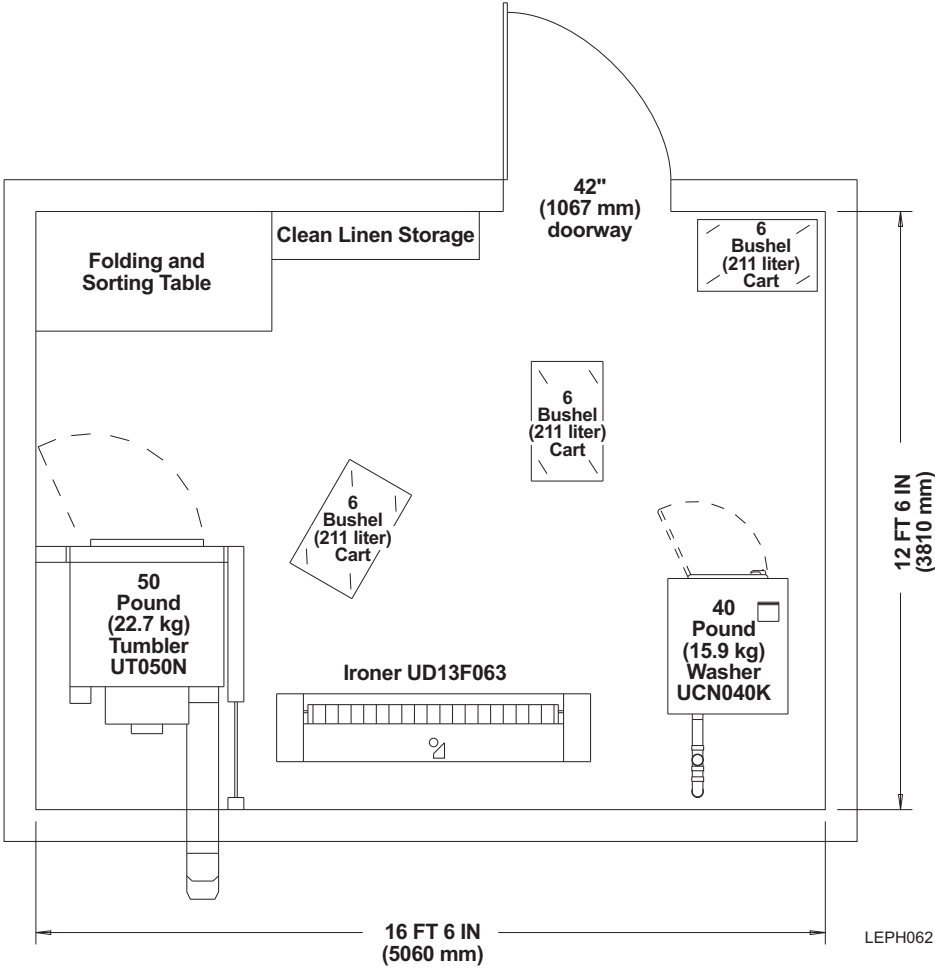 42"
(1067 mm)
doorway
Folding and
Sorting Table
Clean Linen Storage
6
Bushel
(211 liter)
Cart
6
Bushel
(211 liter)
Cart
6
Bushel
(211 liter)
Cart
12 FT 6 IN
(3810 mm)
50
Pound
(22.7 kg)
Tumbler
UT050N
Ironer UD13F063
40
Pound
(15.9 kg)
Washer
UCN040K
16 FT 6 IN
(5060 mm)
LEPH062